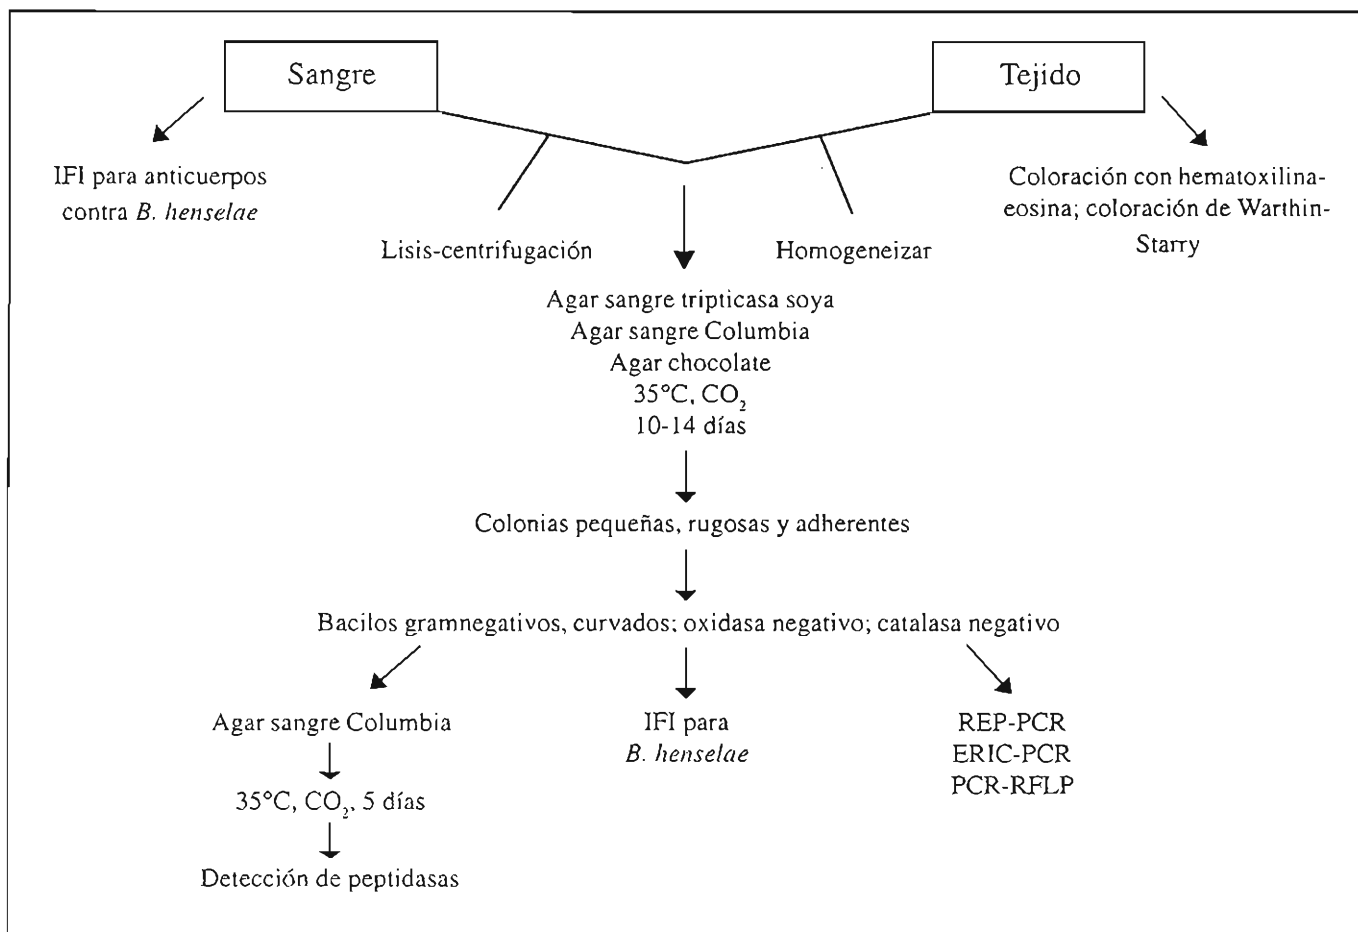 Sangre
Tejido
IFI para anticuerpos
contra B. henselae
Coloración con hematoxilina-
eosina; coloración de Warthin-
Starry
Lisis-centrifugación
Homogeneizar
Agar sangre tripticasa soya
Agar sangre Columbia
Agar chocolate
35°C, CO₂
10-14 días
Colonias pequeñas, rugosas y adherentes
Bacilos gramnegativos, curvados; oxidasa negativo; catalasa negativo
Agar sangre Columbia
35°C, CO₂, 5 días
Detección de peptidasas
IFI para
B. henselae
REP-PCR
ERIC-PCR
PCR-RFLP